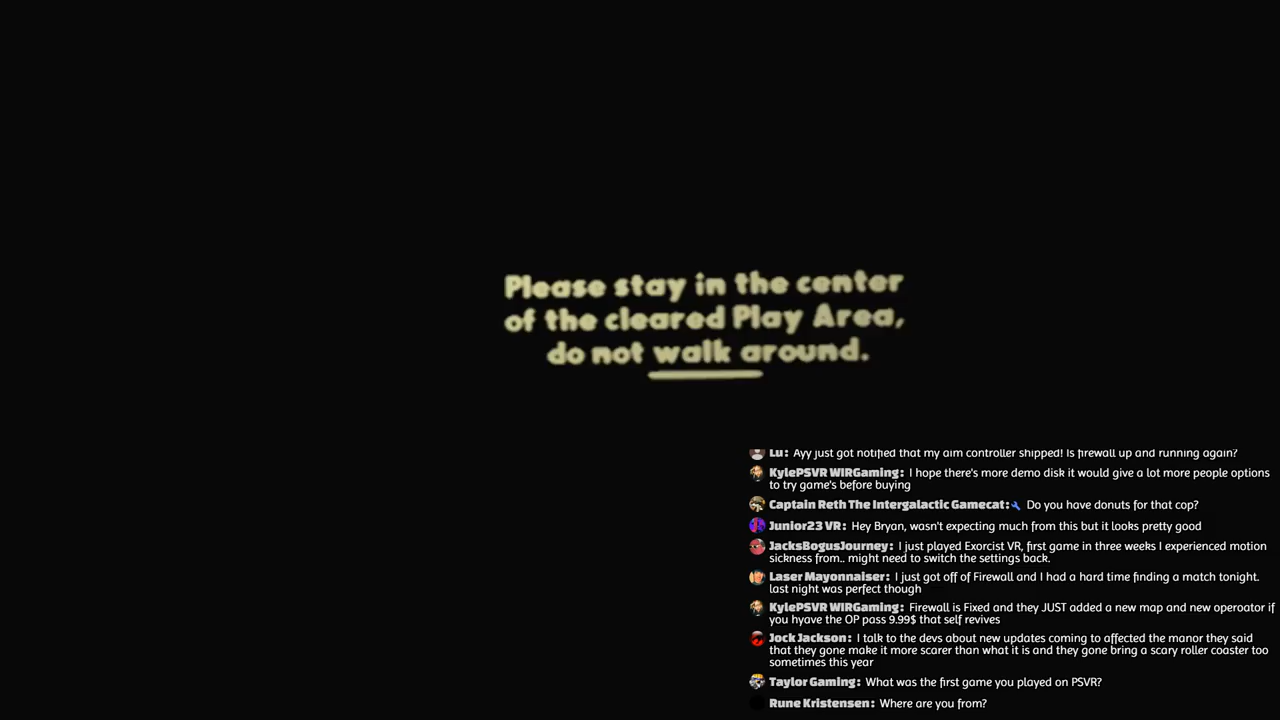 Please stay in the center
of the cleared Play Area,
do not walk around.
Lu: Ayy just got notified that my aim controller shipped! Is firewall up and running again?
KylePSVR WIRGaming: I hope there's more demo disk it would give a lot more people options
to try game's before buying
Captain Reth The Intergalactic Gamecat: Do you have donuts for that cop?
Junior23 VR: Hey Bryan, wasn't expecting much from this but it looks pretty good
JacksBogusJourney: I just played Exorcist VR, first game in three weeks I experienced motion
sickness from.. might need to switch the settings back.
Laser Mayonnaiser: I just got off of Firewall and I had a hard time finding a match tonight.
last night was perfect though
KylePSVR WIRGaming: Firewall is Fixed and they JUST added a new map and new operoator if
you hyave the OP pass 9.99$ that self revives
Jock Jackson: I talk to the devs about new updates coming to affected the manor they said
that they gone make it more scarer than what it is and they gone bring a scary roller coaster too
sometimes this year
Taylor Gaming: What was the first game you played on PSVR?
Rune Kristensen: Where are you from?